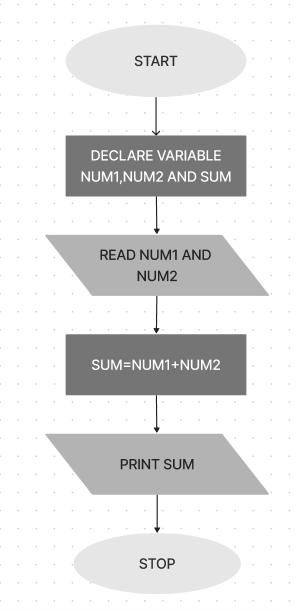 START
DECLARE VARIABLE
NUM1,NUM2 AND SUM
READ NUM1 AND
NUM2
SUM=NUM1+NUM2
PRINT SUM
STOP